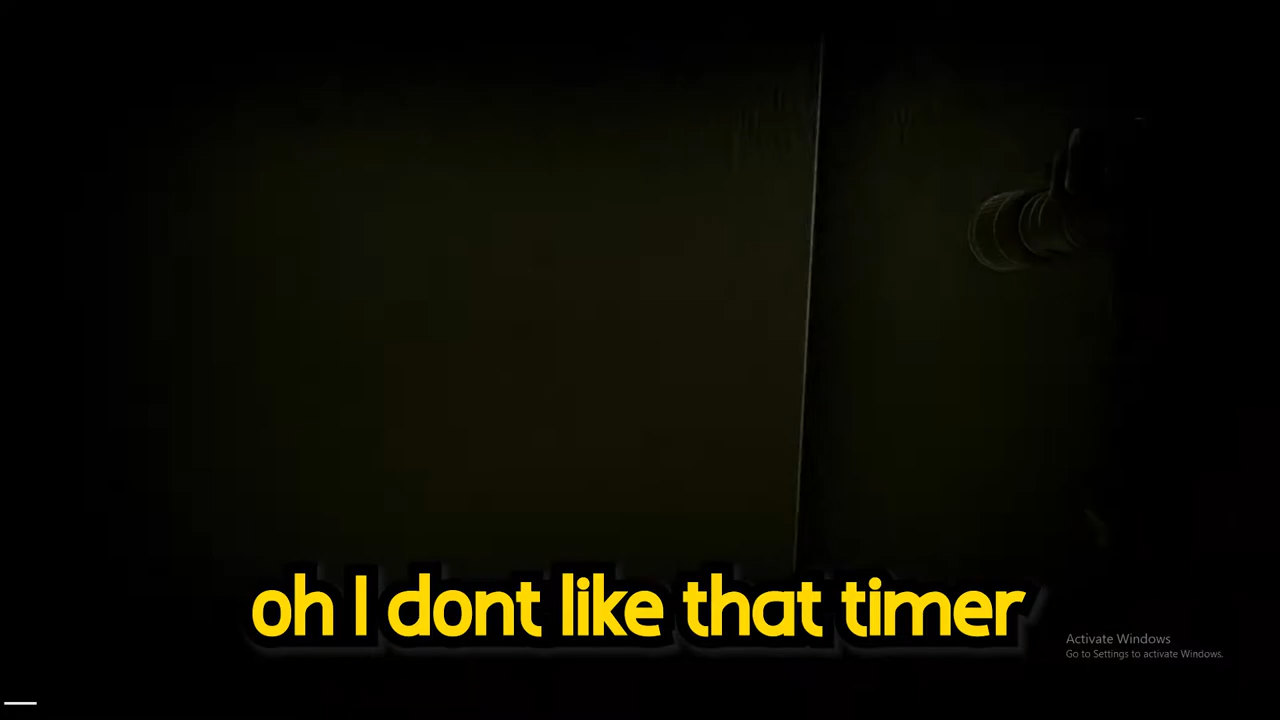 oh I dont like that timer
Activate Windows
Go to Settings to activate Windows.